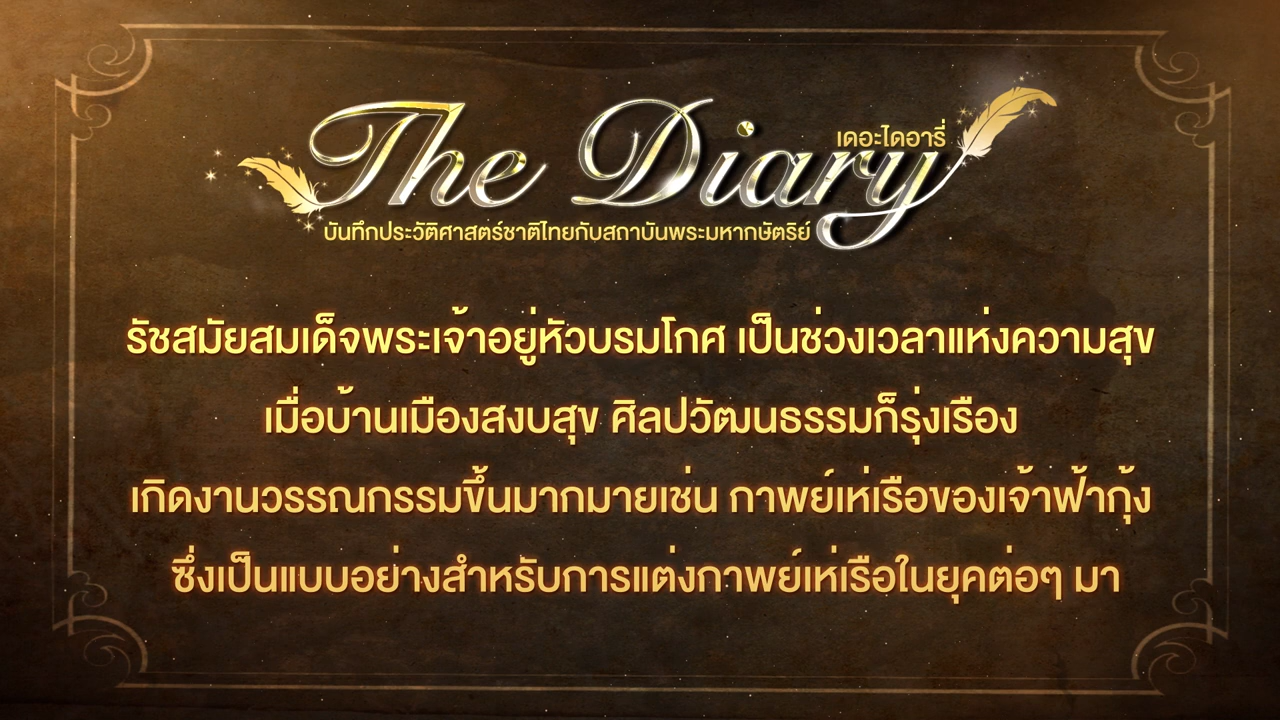 The Diary
เดอะไดอารี่
บันทึกประวัติศาสตร์ชาติไทยกับสถาบันพระมหากษัตริย์
รัชสมัยสมเด็จพระเจ้าอยู่หัวบรมโกศ เป็นช่วงเวลาแห่งความสุข
เมื่อบ้านเมืองสงบสุข ศิลปวัฒนธรรมก็รุ่งเรือง
เกิดงานวรรณกรรมขึ้นมากมายเช่น กาพย์เห่เรือของเจ้าฟ้ากุ้ง
ซึ่งเป็นแบบอย่างสำหรับการแต่งกาพย์เห่เรือในยุคต่อๆ มา